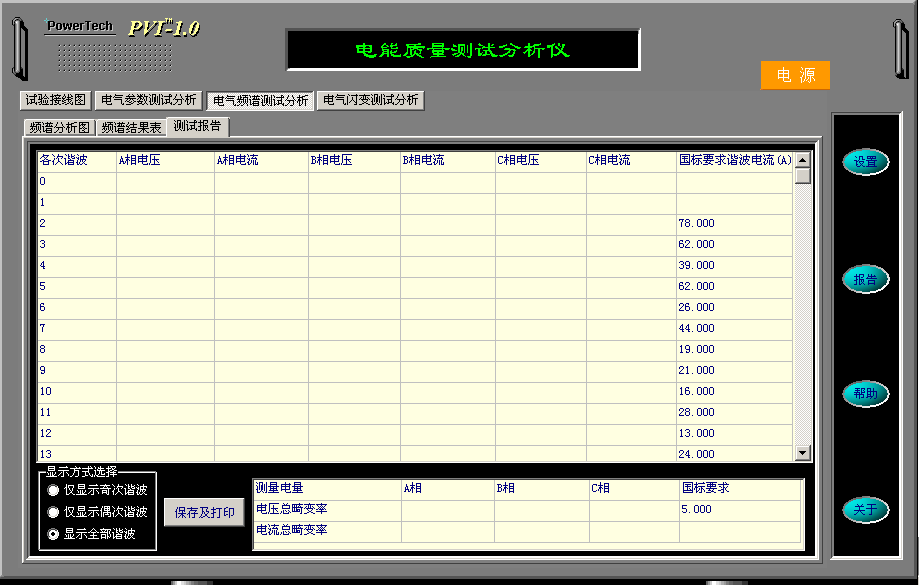 PowerTech PVI™-1.0
电能质量测试分析仪
电 源
试验接线图 电气参数测试分析 电气频谱测试分析 电气闪变测试分析
频谱分析图 频谱结果表 测试报告
各次谐波 A相电压 A相电流 B相电压 B相电流 C相电压 C相电流 国标要求谐波电流(A)
0
1
2 78.000
3 62.000
4 39.000
5 62.000
6 26.000
7 44.000
8 19.000
9 21.000
10 16.000
11 28.000
12 13.000
13 24.000
显示方式选择
仅显示奇次谐波
仅显示偶次谐波
显示全部谐波
保存及打印
测量电量 A相 B相 C相 国标要求
电压总畸变率 5.000
电流总畸变率
设置
报告
帮助
关于